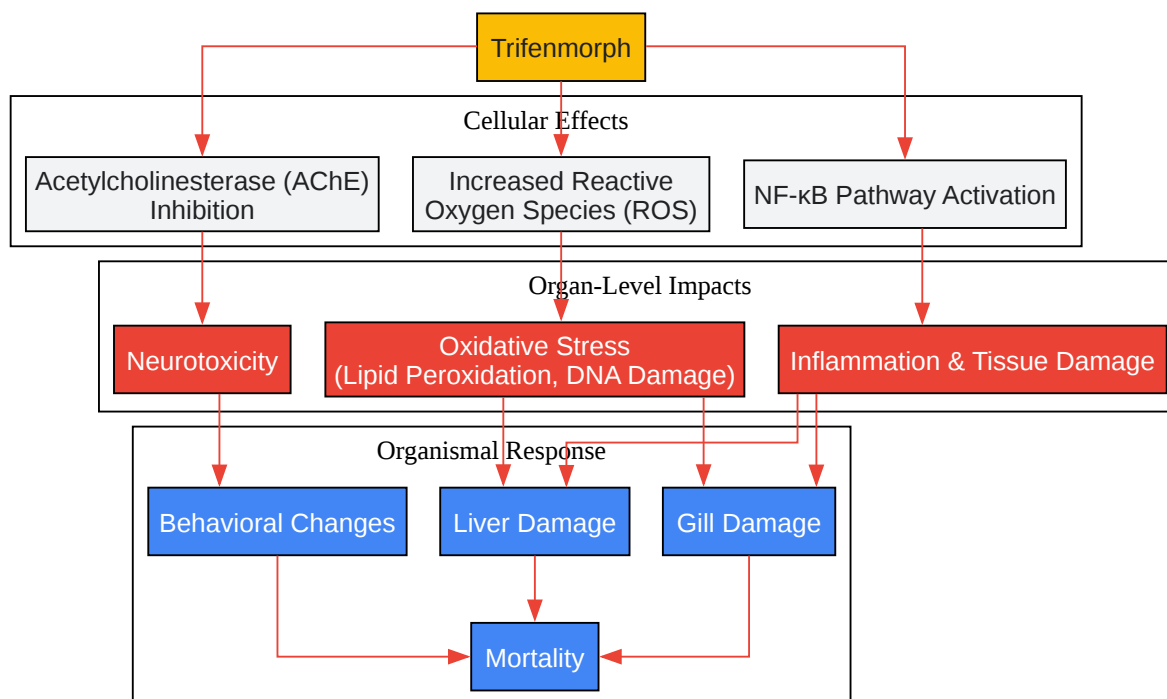 Trifenmorph
Cellular Effects
Acetylcholinesterase (AChE)
Inhibition
Increased Reactive
Oxygen Species (ROS)
NF-κB Pathway Activation
Organ-Level Impacts
Neurotoxicity
Oxidative Stress
(Lipid Peroxidation, DNA Damage)
Inflammation & Tissue Damage
Organismal Response
Behavioral Changes
Liver Damage
Gill Damage
Mortality